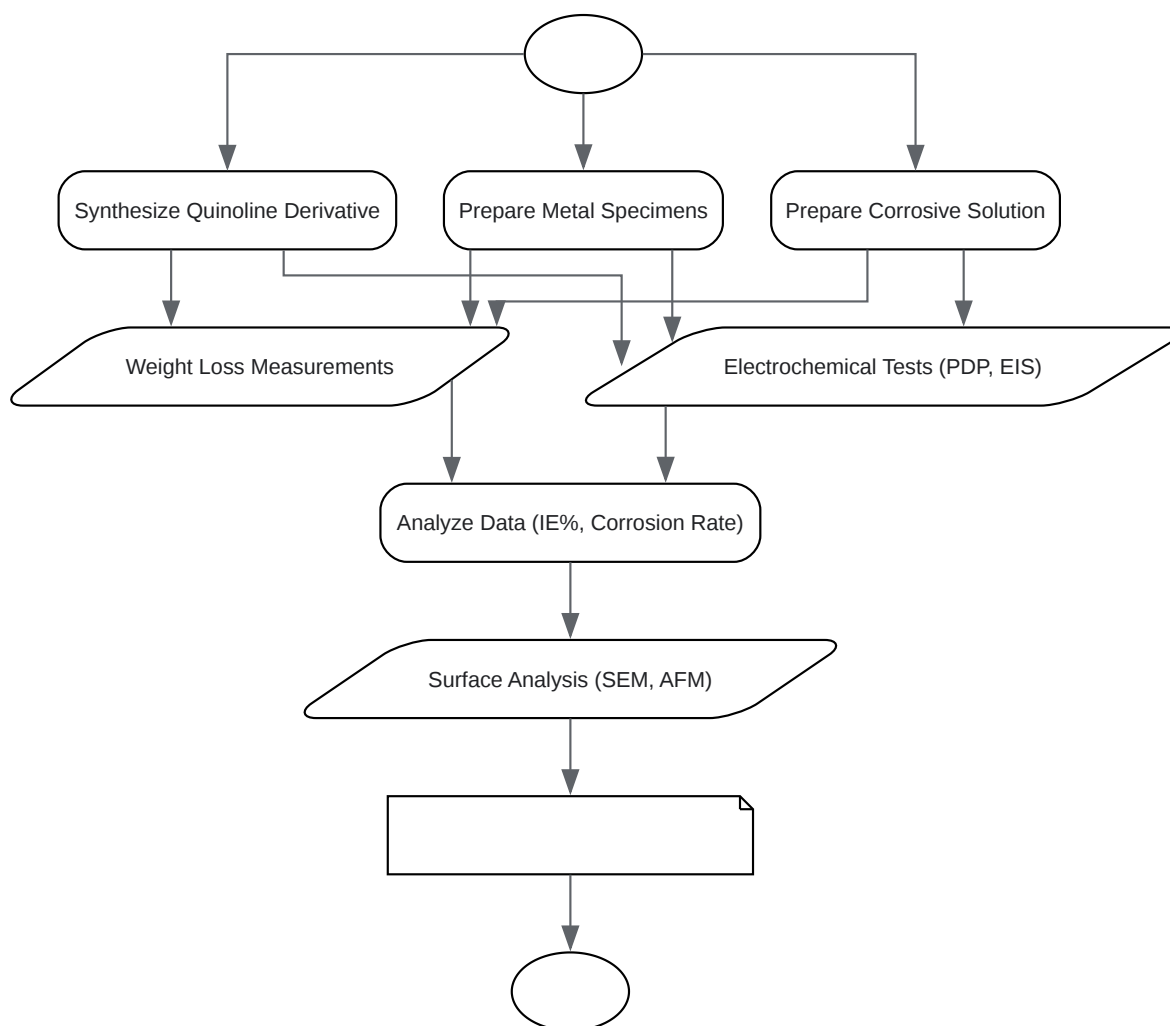 Synthesize Quinoline Derivative
Prepare Metal Specimens
Prepare Corrosive Solution
Weight Loss Measurements
Electrochemical Tests (PDP, EIS)
Analyze Data (IE%, Corrosion Rate)
Surface Analysis (SEM, AFM)